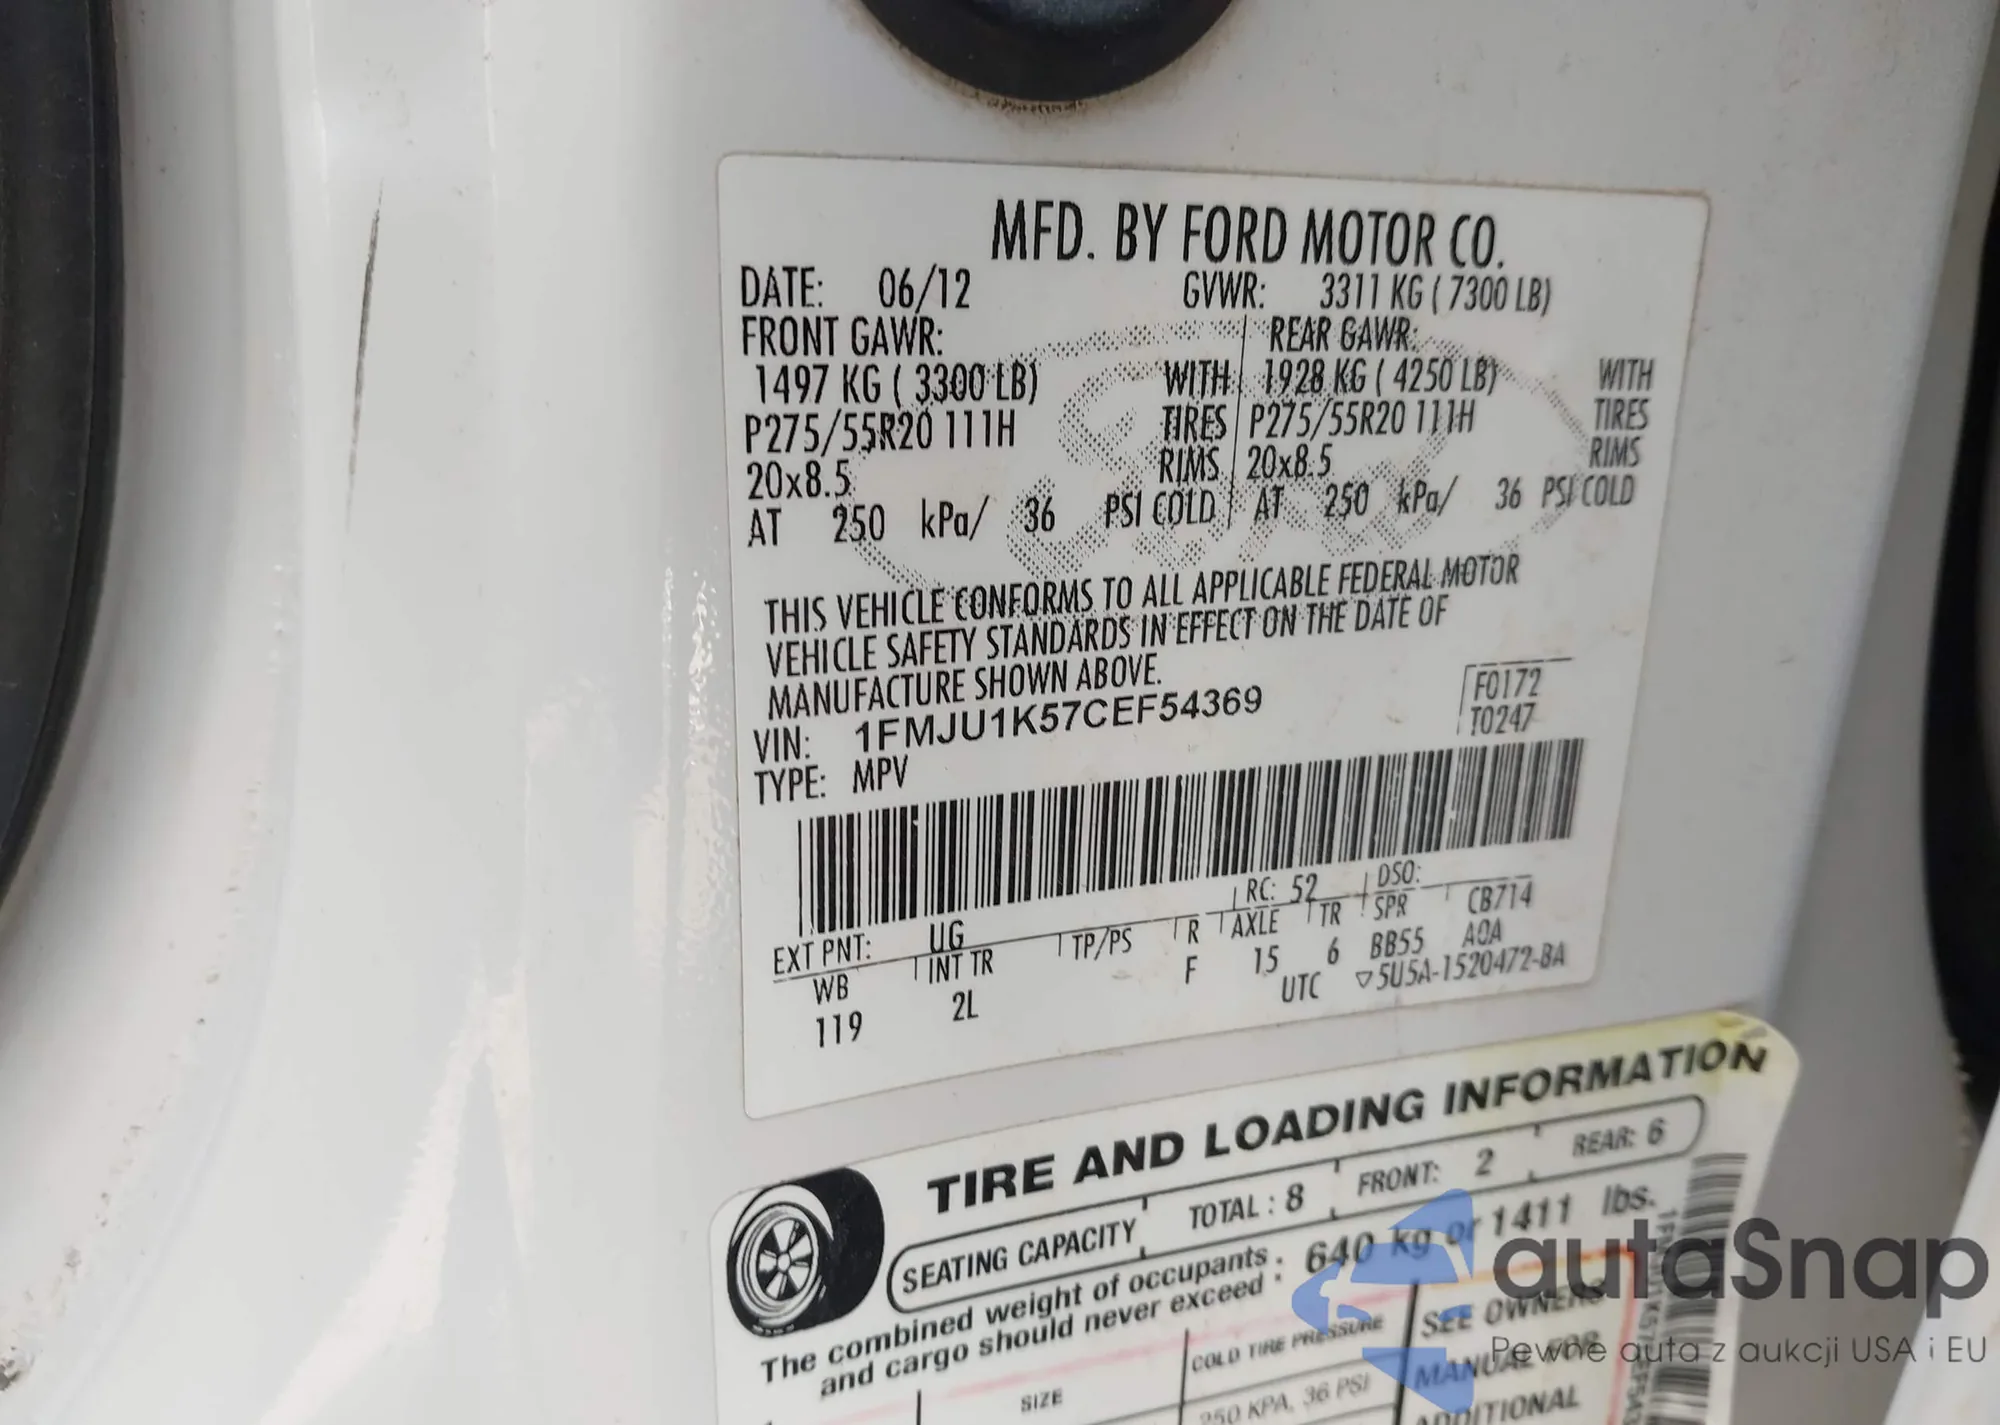 MFD. BY FORD MOTOR CO.
DATE: 06/12 GVWR: 3311 KG ( 7300 LB)
FRONT GAWR: REAR GAWR:
1497 KG ( 3300 LB) WITH 1928 KG ( 4250 LB) WITH
P275/55R20 111H TIRES P275/55R20 111H TIRES
20x8.5 RIMS 20x8.5 RIMS
AT 250 kPa/ 36 PSI COLD AT 250 kPa/ 36 PSI COLD
THIS VEHICLE CONFORMS TO ALL APPLICABLE FEDERAL MOTOR
VEHICLE SAFETY STANDARDS IN EFFECT ON THE DATE OF
MANUFACTURE SHOWN ABOVE.
F0172
VIN: 1FMJU1K57CEF54369
T0247
TYPE: MPV
RC: 52 DSO:
EXT PNT: UG AXLE TR SPR CB714
WB INT TR TP/PS R 15 6 BB55 AOA
119 2L F UTC ▽5U5A-1520472-BA
TIRE AND LOADING INFORMATION
SEATING CAPACITY TOTAL : 8 FRONT: 2 REAR: 6
The combined weight of occupants
and cargo should never exceed : 640 kg or 1411 lbs.
SIZE COLD TIRE PRESSURE SEE OWNERS
250 KPA, 36 PSI MANUAL FOR
ADDITIONAL
autaSnap
Pewne auta z aukcji USA i EU